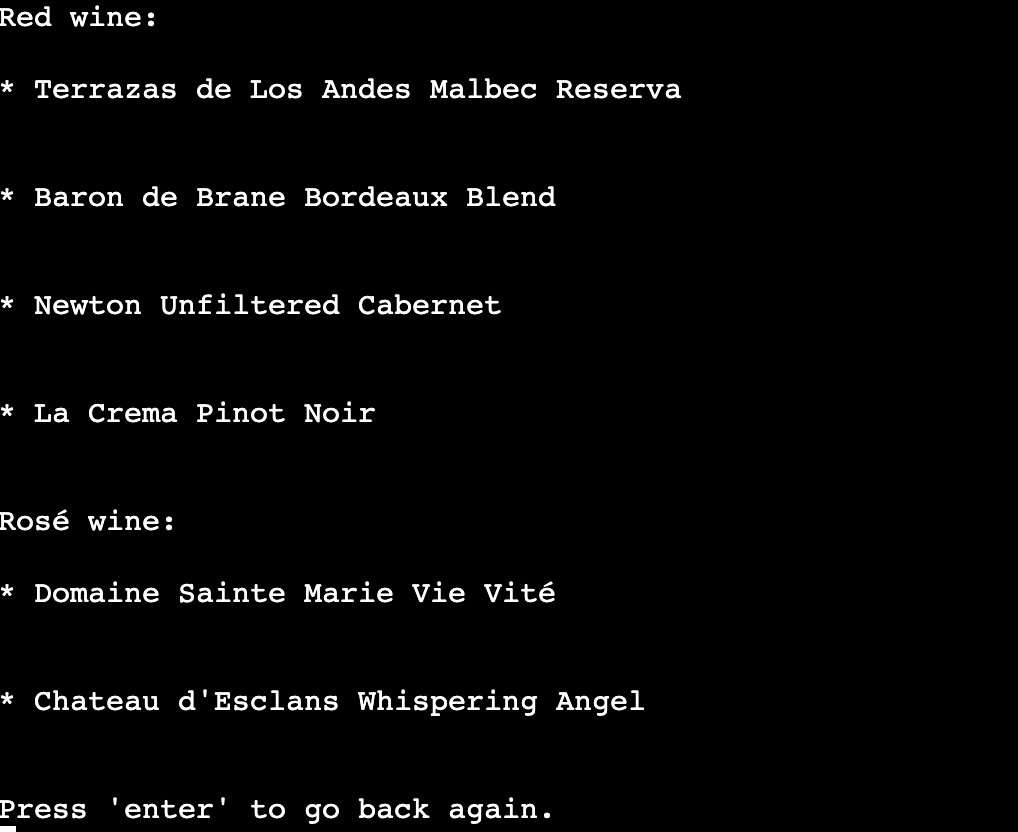 Red wine:
* Terrazas de Los Andes Malbec Reserva
* Baron de Brane Bordeaux Blend
* Newton Unfiltered Cabernet
* La Crema Pinot Noir
Rosé wine:
* Domaine Sainte Marie Vie Vité
* Chateau d'Esclans Whispering Angel
Press 'enter' to go back again.